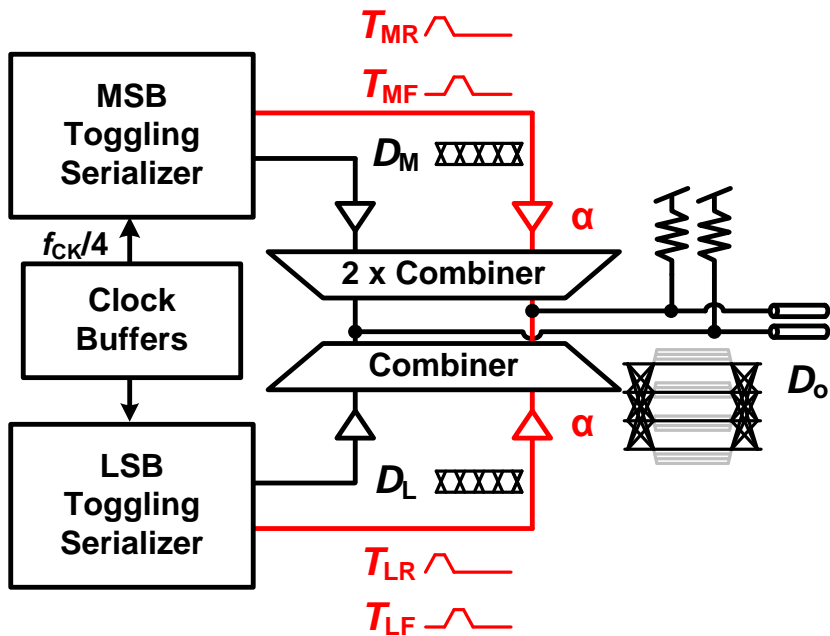 TMR
TMF
MSB
Toggling
Serializer
DM
α
fCK/4
2 x Combiner
Clock
Buffers
Combiner
Do
α
LSB
Toggling
Serializer
DL
TLR
TLF